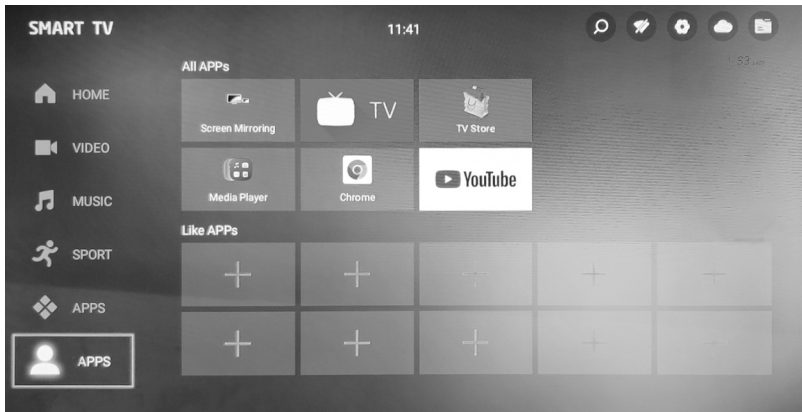 SMART TV
11:41
All APPs
HOME
Screen Mirroring
TV
TV Store
VIDEO
Media Player
Chrome
YouTube
MUSIC
Like APPs
SPORT
APPS
APPS